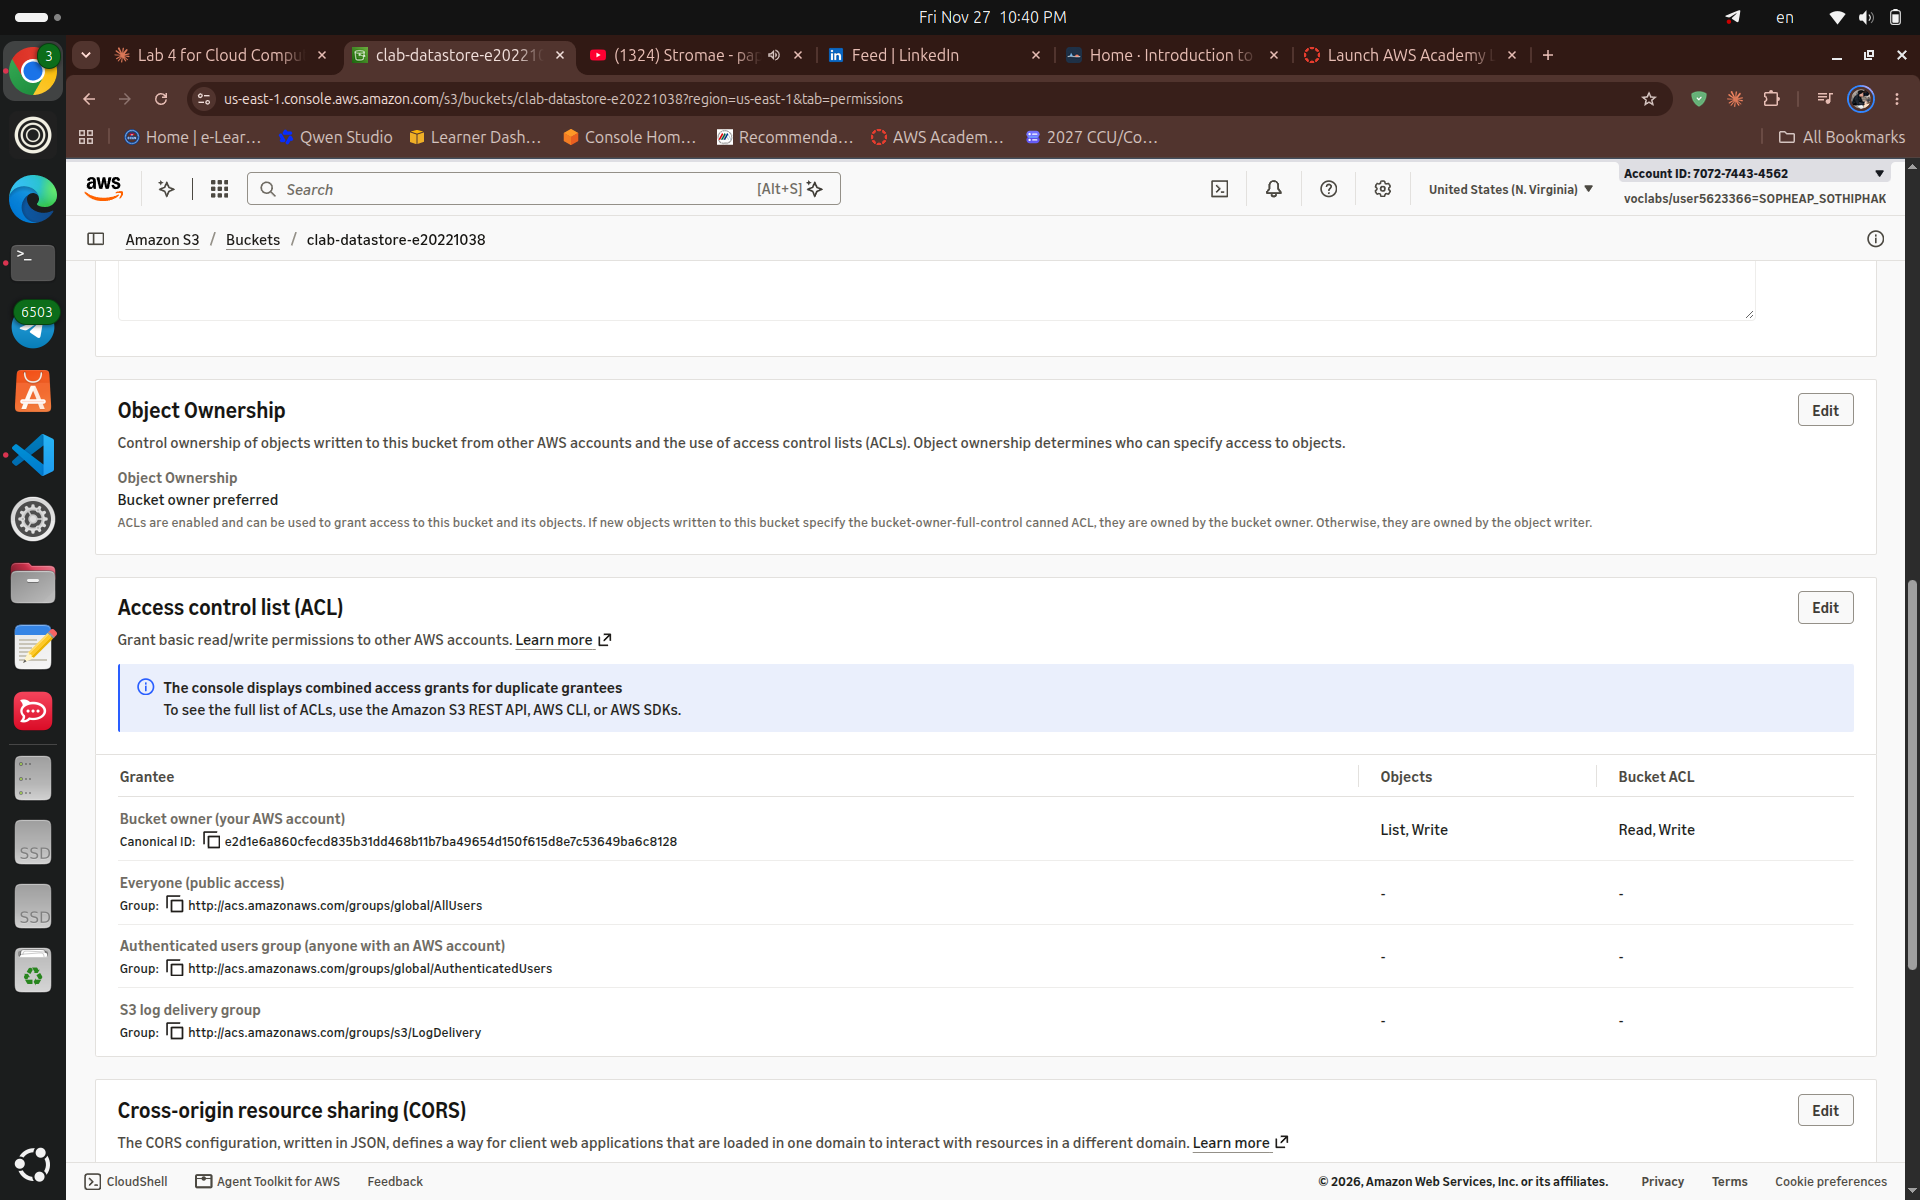 Fri Nov 27 10:40 PM
en
3
Lab 4 for Cloud Compu
clab-datastore-e202210
(1324) Stromae - pap
Feed | LinkedIn
Home · Introduction to
Launch AWS Academy L
us-east-1.console.aws.amazon.com/s3/buckets/clab-datastore-e20221038?region=us-east-1&tab=permissions
Home | e-Lear...
Qwen Studio
Learner Dash...
Console Hom...
Recommenda...
AWS Academ...
2027 CCU/Co...
All Bookmarks
aws
Search
[Alt+S]
United States (N. Virginia)
Account ID: 7072-7443-4562
voclabs/user5623366=SOPHEAP_SOTHIPHAK
Amazon S3 / Buckets / clab-datastore-e20221038
6503
SSD
SSD
Object Ownership
Edit
Control ownership of objects written to this bucket from other AWS accounts and the use of access control lists (ACLs). Object ownership determines who can specify access to objects.
Object Ownership
Bucket owner preferred
ACLs are enabled and can be used to grant access to this bucket and its objects. If new objects written to this bucket specify the bucket-owner-full-control canned ACL, they are owned by the bucket owner. Otherwise, they are owned by the object writer.
Access control list (ACL)
Edit
Grant basic read/write permissions to other AWS accounts. Learn more
The console displays combined access grants for duplicate grantees
To see the full list of ACLs, use the Amazon S3 REST API, AWS CLI, or AWS SDKs.
Grantee
Objects
Bucket ACL
Bucket owner (your AWS account)
Canonical ID: e2d1e6a860cfecd835b31dd468b11b7ba49654d150f615d8e7c53649ba6c8128
List, Write
Read, Write
Everyone (public access)
Group: http://acs.amazonaws.com/groups/global/AllUsers
-
-
Authenticated users group (anyone with an AWS account)
Group: http://acs.amazonaws.com/groups/global/AuthenticatedUsers
-
-
S3 log delivery group
Group: http://acs.amazonaws.com/groups/s3/LogDelivery
-
-
Cross-origin resource sharing (CORS)
Edit
The CORS configuration, written in JSON, defines a way for client web applications that are loaded in one domain to interact with resources in a different domain. Learn more
CloudShell
Agent Toolkit for AWS
Feedback
© 2026, Amazon Web Services, Inc. or its affiliates.
Privacy
Terms
Cookie preferences